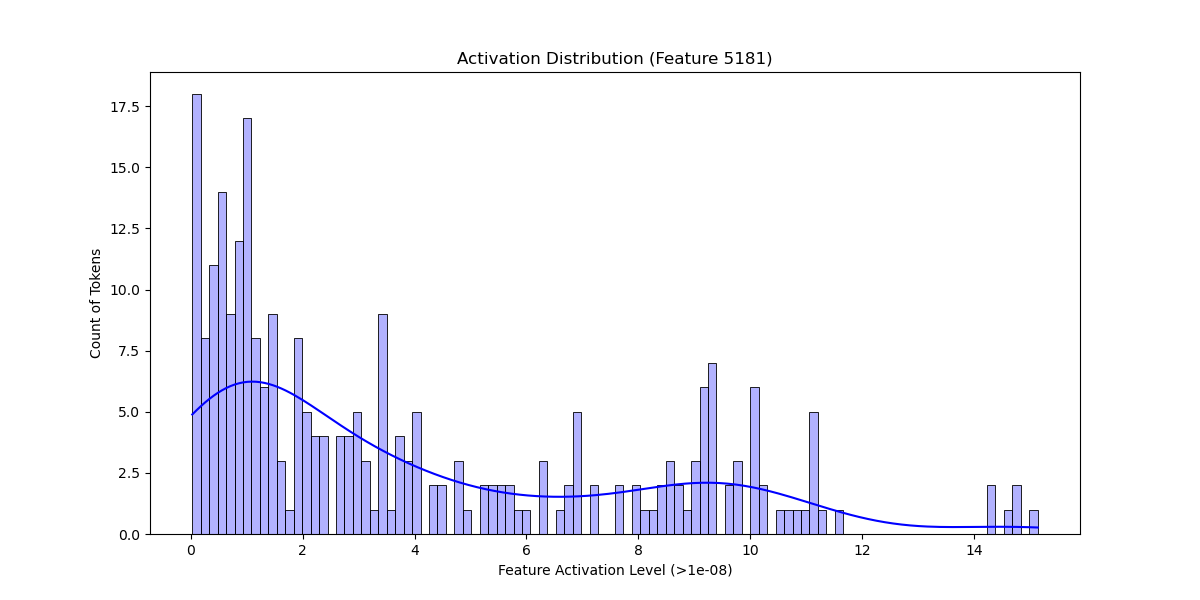 Activation Distribution (Feature 5181)
17.5
15.0
12.5
10.0
7.5
5.0
2.5
0.0
Count of Tokens
0 2 4 6 8 10 12 14
Feature Activation Level (>1e-08)